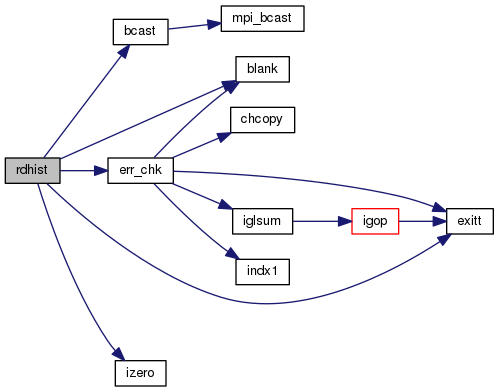 mpi_bcast
bcast
blank
chcopy
rdhist
err_chk
iglsum
igop
exitt
indx1
izero